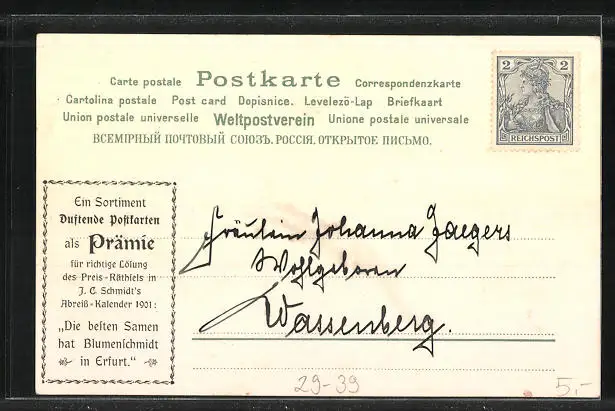 Carte postale Postkarte Correspondenzkarte
Cartolina postale Post card Dopisnice. Levelező-Lap Briefkaart
Union postale universelle Weltpostverein Unione postale universale
ВСЕМІРНЫЙ ПОЧТОВЫЙ СОЮЗЪ. РОССІЯ. ОТКРЫТОЕ ПИСЬМО.
2 2
REICHSPOST
Ein Sortiment
Duftende Postkarten
als Prämie
für richtige Lösung
des Preis-Räthsels in
J. C. Schmidt's
Abreiß-Kalender 1901:
„Die besten Samen
hat Blumenschmidt
in Erfurt."
Fräulein Johanna Jaegers
Wohlgeboren
Wassenberg.
29-39
5,-